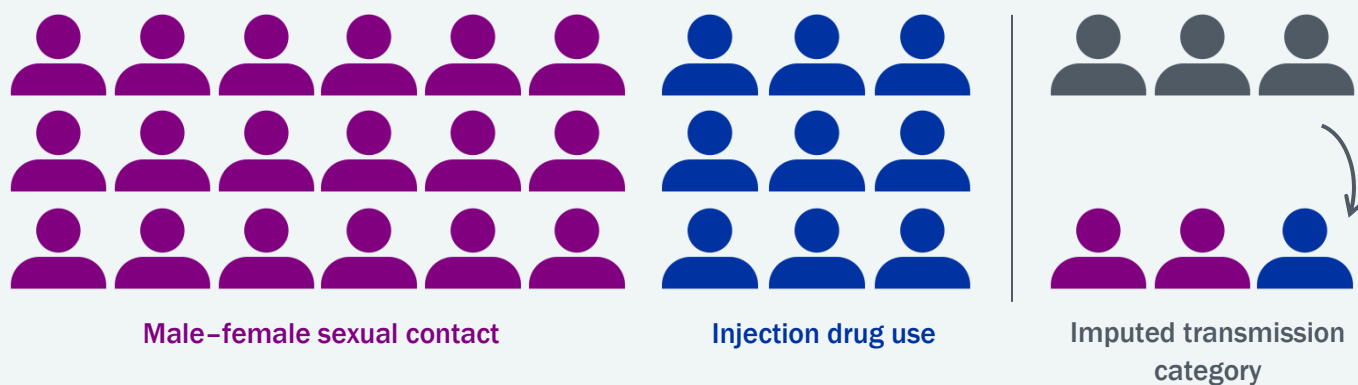 Male–female sexual contact
Injection drug use
Imputed transmission
category